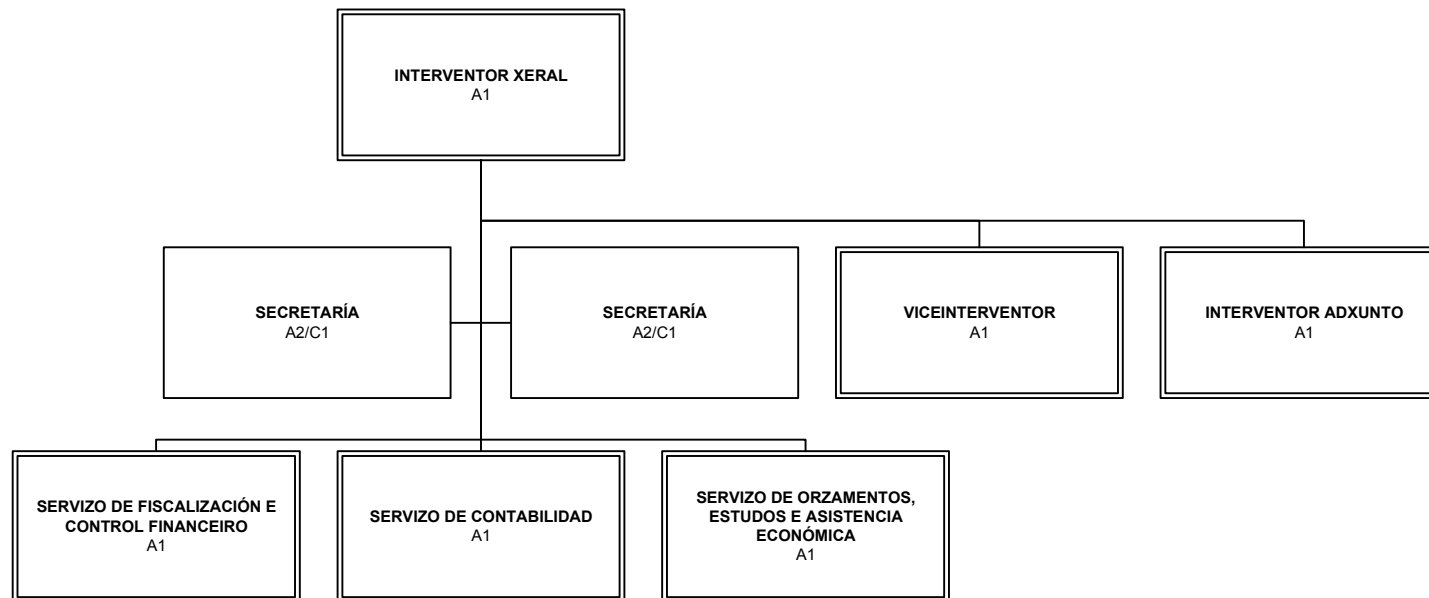 INTERVENTOR XERAL
A1
SECRETARÍA
A2/C1
SECRETARÍA
A2/C1
VICEINTERVENTOR
A1
INTERVENTOR ADXUNTO
A1
SERVIZO DE FISCALIZACIÓN E
CONTROL FINANCEIRO
A1
SERVIZO DE CONTABILIDAD
A1
SERVIZO DE ORZAMENTOS,
ESTUDOS E ASISTENCIA
ECONÓMICA
A1